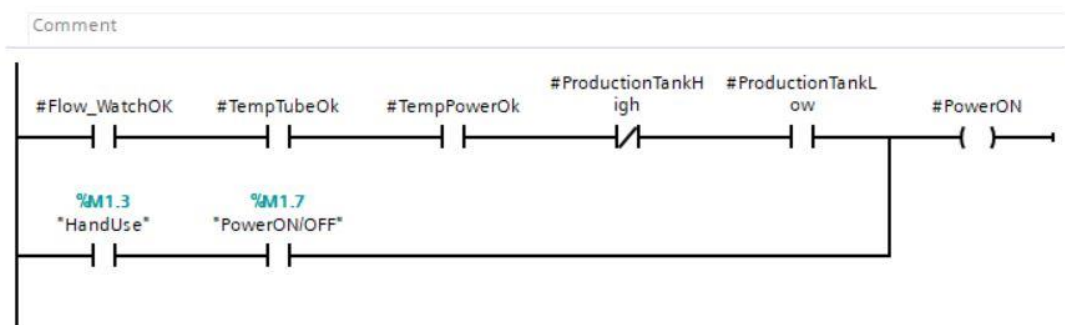 Comment
#Flow_WatchOK
#TempTubeOk
#TempPowerOk
#ProductionTankH
igh
#ProductionTankL
ow
#PowerON
%M1.3
"HandUse"
%M1.7
"PowerON/OFF"